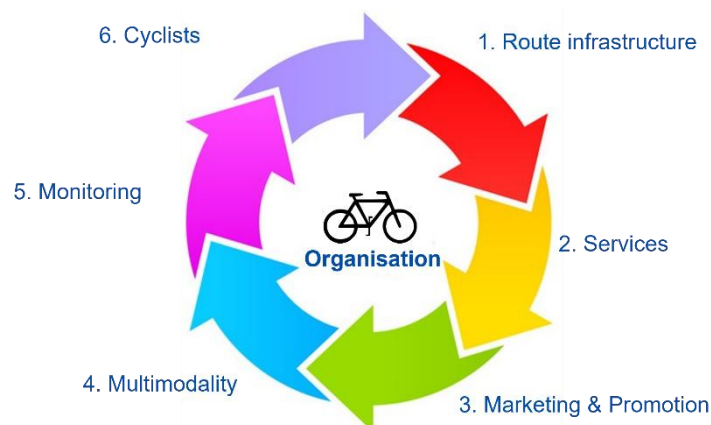 6. Cyclists
1. Route infrastructure
5. Monitoring
2. Services
Organisation
4. Multimodality
3. Marketing & Promotion